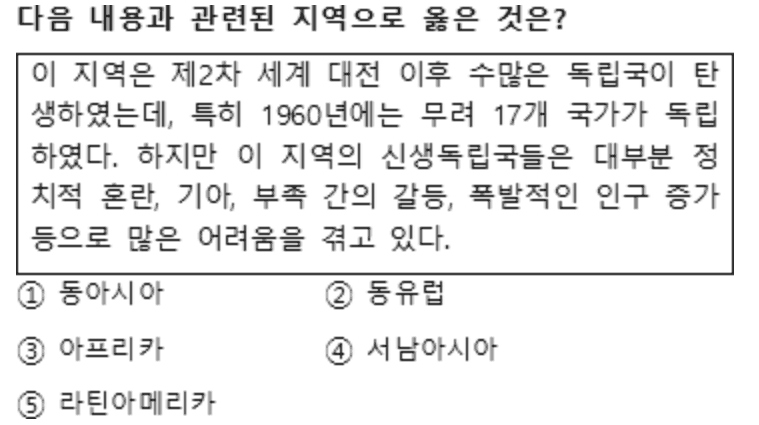 다음 내용과 관련된 지역으로 옳은 것은?
이 지역은 제2차 세계 대전 이후 수많은 독립국이 탄
생하였는데, 특히 1960년에는 무려 17개 국가가 독립
하였다. 하지만 이 지역의 신생독립국들은 대부분 정
치적 혼란, 기아, 부족 간의 갈등, 폭발적인 인구 증가
등으로 많은 어려움을 겪고 있다.
① 동아시아 ② 동유럽
③ 아프리카 ④ 서남아시아
⑤ 라틴아메리카